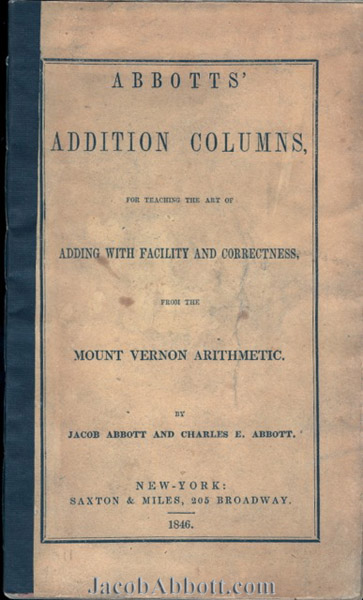 ABBOTTS'
ADDITION COLUMNS,
FOR TEACHING THE ART OF
ADDING WITH FACILITY AND CORRECTNESS,
FROM THE
MOUNT VERNON ARITHMETIC.
BY
JACOB ABBOTT AND CHARLES E. ABBOTT.
NEW-YORK:
SAXTON & MILES, 205 BROADWAY.
1846.
JacobAbbott.com